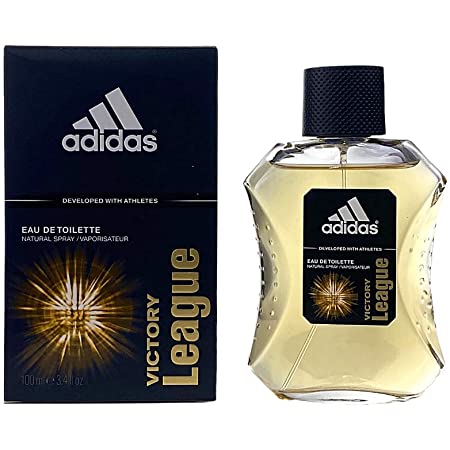 adidas
DEVELOPED WITH ATHLETES
EAU DE TOILETTE
NATURAL SPRAY / VAPORISATEUR
VICTORY
League
100 ml e 3.4 fl. oz.
adidas
DEVELOPED WITH ATHLETES
EAU DE TOILETTE
NATURAL SPRAY / VAPORISATEUR
VICTORY
League